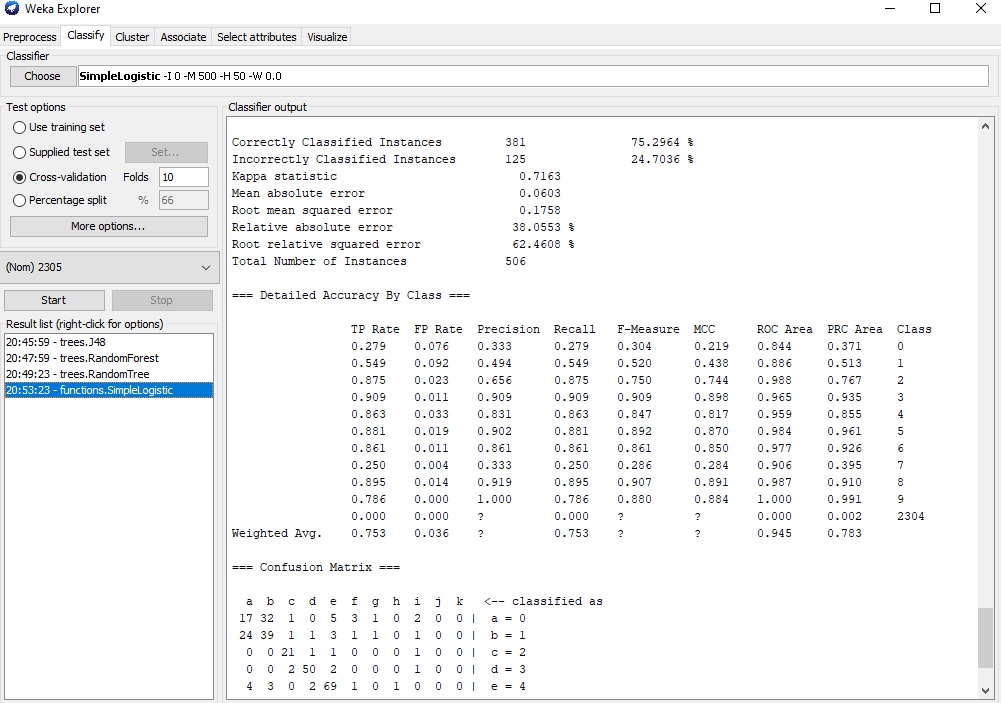 Weka Explorer
Preprocess Classify Cluster Associate Select attributes Visualize
Classifier
Choose SimpleLogistic -I 0 -M 500 -H 50 -W 0.0
Test options
Use training set
Supplied test set Set...
Cross-validation Folds 10
Percentage split % 66
More options...
(Nom) 2305
Start Stop
Result list (right-click for options)
20:45:59 - trees.J48
20:47:59 - trees.RandomForest
20:49:23 - trees.RandomTree
20:53:23 - functions.SimpleLogistic
Classifier output
Correctly Classified Instances 381 75.2964 %
Incorrectly Classified Instances 125 24.7036 %
Kappa statistic 0.7163
Mean absolute error 0.0603
Root mean squared error 0.1758
Relative absolute error 38.0553 %
Root relative squared error 62.4608 %
Total Number of Instances 506
=== Detailed Accuracy By Class ===
TP Rate FP Rate Precision Recall F-Measure MCC ROC Area PRC Area Class
0.279 0.076 0.333 0.279 0.304 0.219 0.844 0.371 0
0.549 0.092 0.494 0.549 0.520 0.438 0.886 0.513 1
0.875 0.023 0.656 0.875 0.750 0.744 0.988 0.767 2
0.909 0.011 0.909 0.909 0.909 0.898 0.965 0.935 3
0.863 0.033 0.831 0.863 0.847 0.817 0.959 0.855 4
0.881 0.019 0.902 0.881 0.892 0.870 0.984 0.961 5
0.861 0.011 0.861 0.861 0.861 0.850 0.977 0.926 6
0.250 0.004 0.333 0.250 0.286 0.284 0.906 0.395 7
0.895 0.014 0.919 0.895 0.907 0.891 0.987 0.910 8
0.786 0.000 1.000 0.786 0.880 0.884 1.000 0.991 9
0.000 0.000 ? 0.000 ? ? 0.000 0.002 2304
Weighted Avg. 0.753 0.036 ? 0.753 ? ? 0.945 0.783
=== Confusion Matrix ===
a b c d e f g h i j k <-- classified as
17 32 1 0 5 3 1 0 2 0 0 | a = 0
24 39 1 1 3 1 1 0 1 0 0 | b = 1
0 0 21 1 1 0 0 0 1 0 0 | c = 2
0 0 2 50 2 0 0 0 1 0 0 | d = 3
4 3 0 2 69 1 0 1 0 0 0 | e = 4